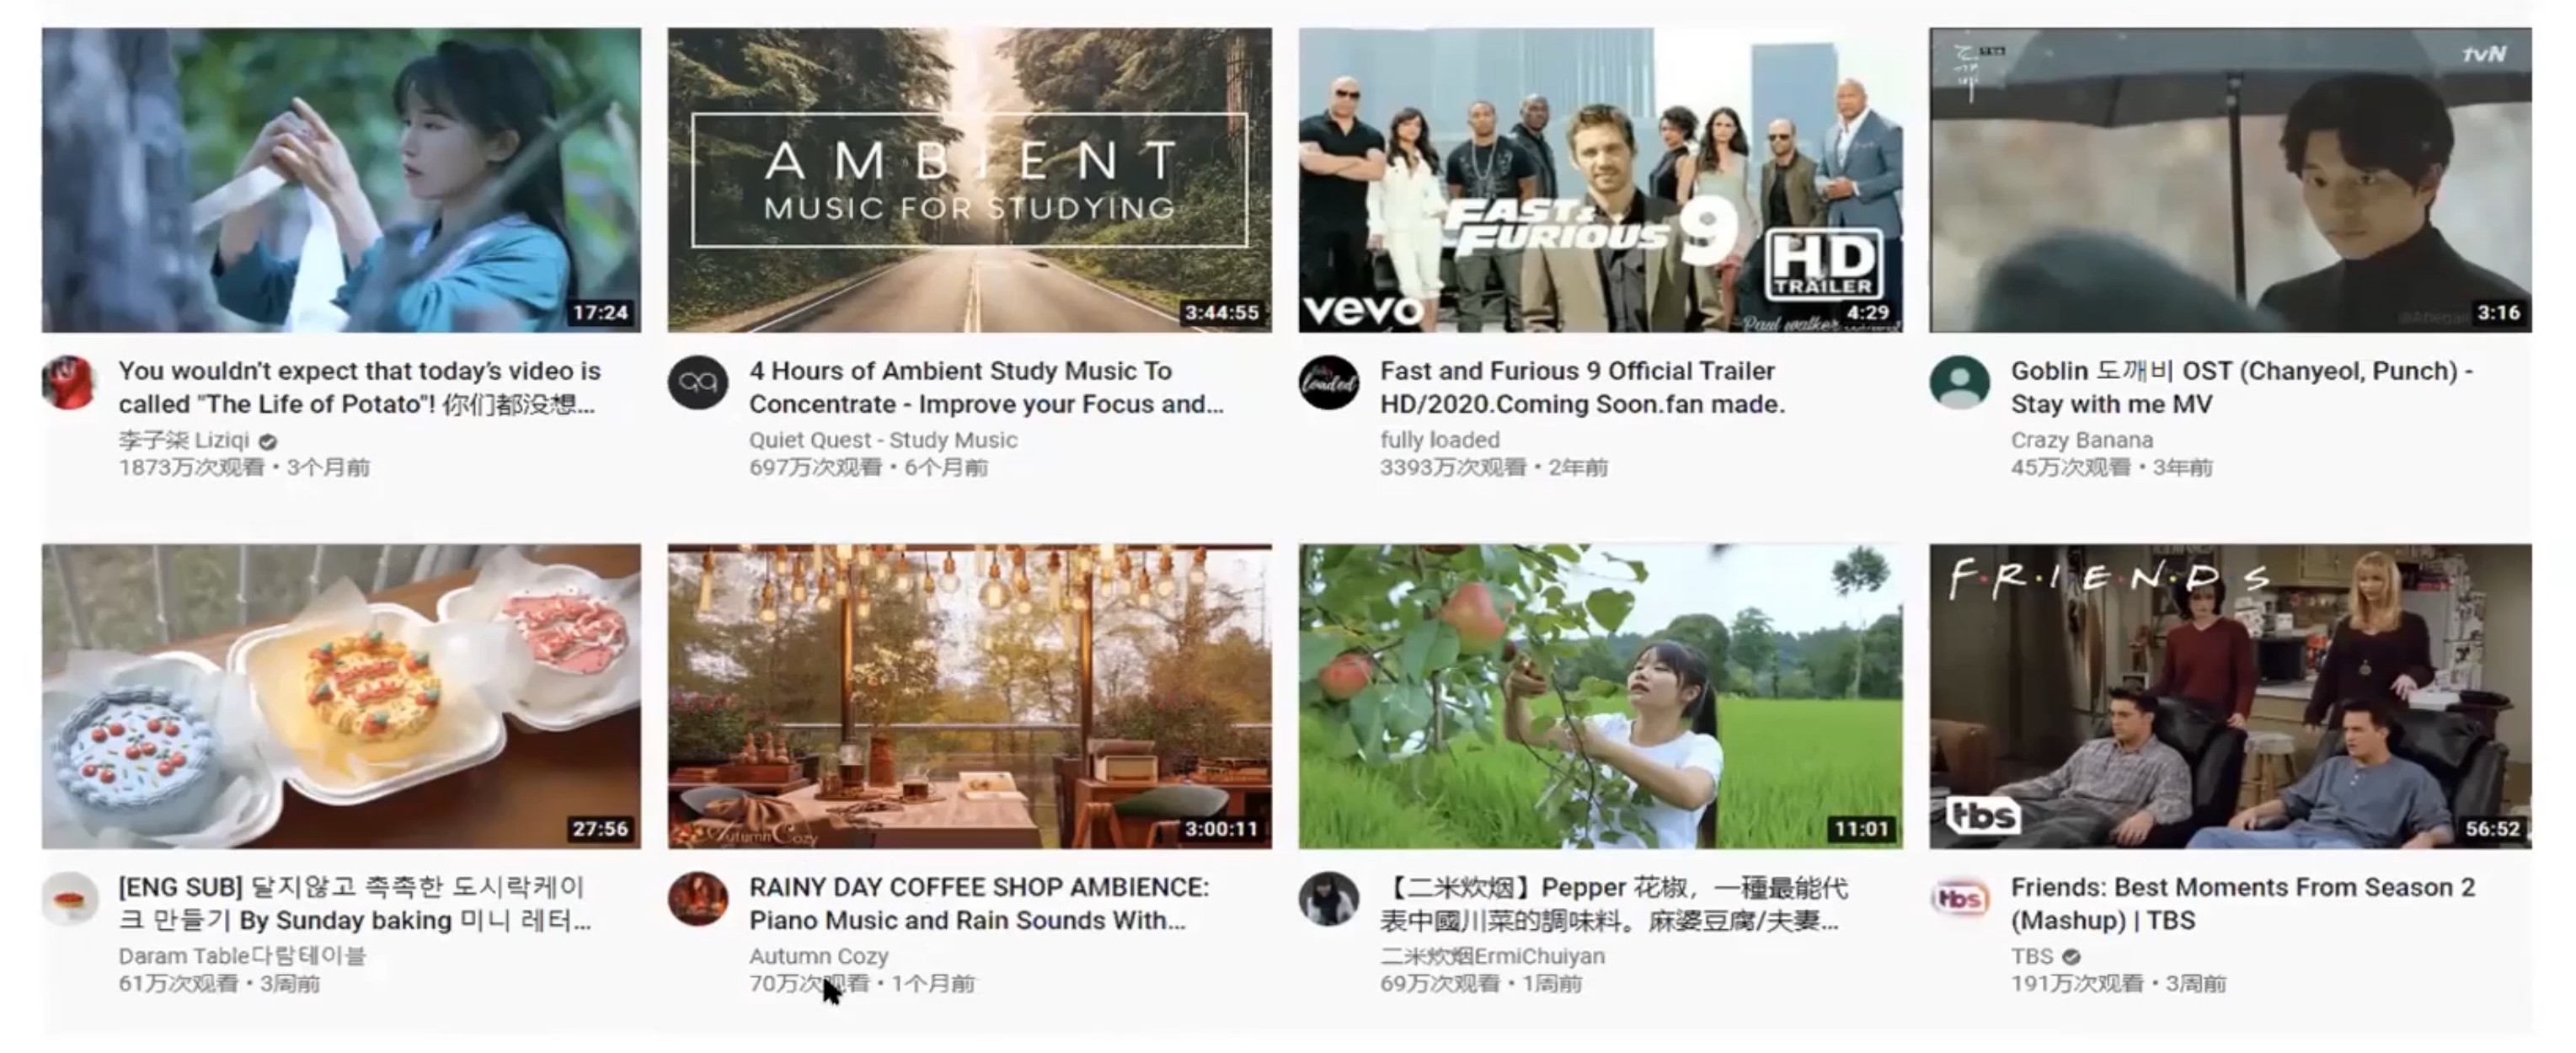 tvN
AMBIENT
MUSIC FOR STUDYING
FAST &
FURIOUS 9
HD
TRAILER
vevo
Paul walker
17:24
3:44:55
4:29
3:16
You wouldn't expect that today's video is
called "The Life of Potato"! 你们都没想...
李子柒 Liziqi
1873万次观看 • 3个月前
4 Hours of Ambient Study Music To
Concentrate - Improve your Focus and...
Quiet Quest - Study Music
697万次观看 • 6个月前
loaded
Fast and Furious 9 Official Trailer
HD/2020.Coming Soon.fan made.
fully loaded
3393万次观看 • 2年前
Goblin 도깨비 OST (Chanyeol, Punch) -
Stay with me MV
Crazy Banana
45万次观看 • 3年前
F·R·I·E·N·D·S
tbs
Autumn Cozy
27:56
3:00:11
11:01
56:52
[ENG SUB] 달지않고 촉촉한 도시락케이
크 만들기 By Sunday baking 미니 레터...
Daram Table다람테이블
61万次观看 • 3周前
RAINY DAY COFFEE SHOP AMBIENCE:
Piano Music and Rain Sounds With...
Autumn Cozy
70万次观看 • 1个月前
【二米炊烟】Pepper 花椒，一種最能代
表中國川菜的調味料。麻婆豆腐/夫妻...
二米炊烟ErmiChuiyan
69万次观看 • 1周前
tbs
Friends: Best Moments From Season 2
(Mashup) | TBS
TBS
191万次观看 • 3周前